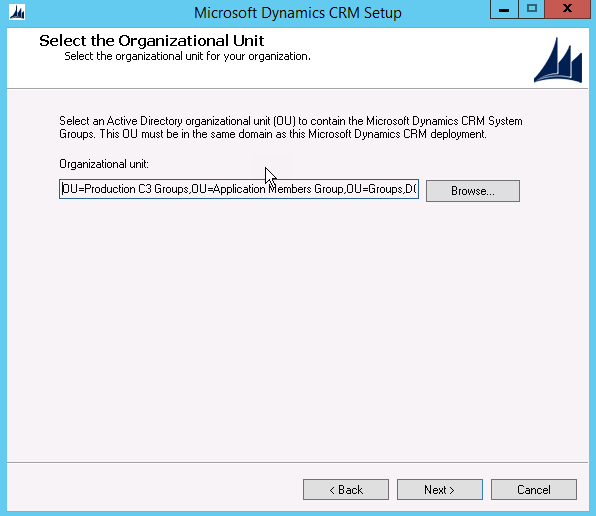 Microsoft Dynamics CRM Setup
Select the Organizational Unit
Select the organizational unit for your organization.
Select an Active Directory organizational unit (OU) to contain the Microsoft Dynamics CRM System
Groups. This OU must be in the same domain as this Microsoft Dynamics CRM deployment.
Organizational unit:
OU=Production C3 Groups,OU=Application Members Group,OU=Groups,D
Browse...
< Back
Next >
Cancel